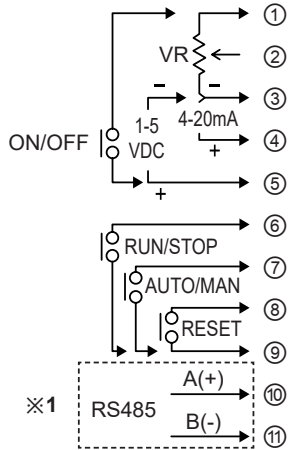 ①
VR ②
− − ③
1-5 VDC 4-20mA
+ ④
ON/OFF
+ ⑤
⑥
RUN/STOP
⑦
AUTO/MAN
⑧
RESET
⑨
A(+) ⑩
※1 RS485
B(-) ⑪